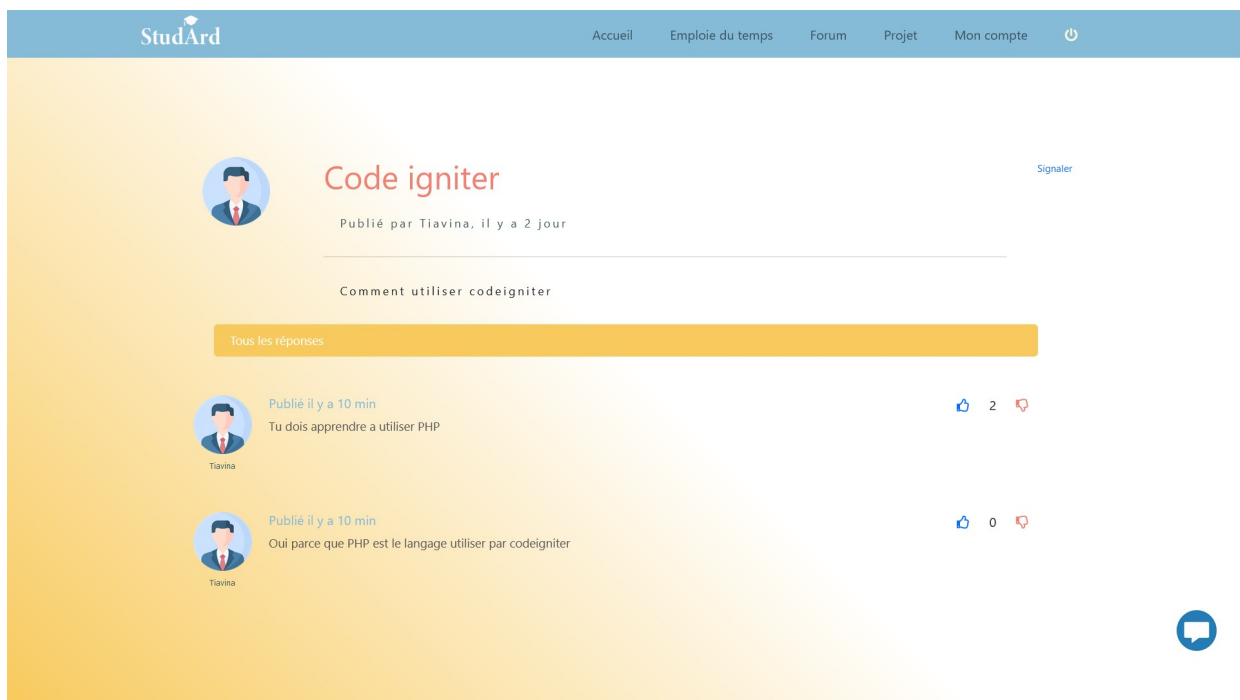 StudArd
Accueil Emploie du temps Forum Projet Mon compte
Code igniter
Signaler
Publié par Tiavina, il y a 2 jour
Comment utiliser codeigniter
Tous les réponses
Publié il y a 10 min
2
Tu dois apprendre a utiliser PHP
Tiavina
Publié il y a 10 min
0
Oui parce que PHP est le langage utiliser par codeigniter
Tiavina